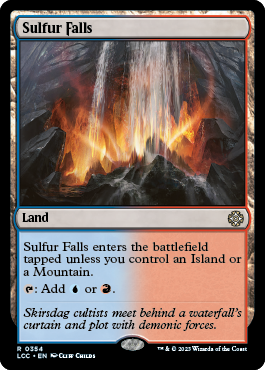 Sulfur Falls
Land
Sulfur Falls enters the battlefield
tapped unless you control an Island or
a Mountain.
: Add or .
Skirsdag cultists meet behind a waterfall's
curtain and plot with demonic forces.
R 0354
LCC • EN Cliff Childs
™ & © 2023 Wizards of the Coast